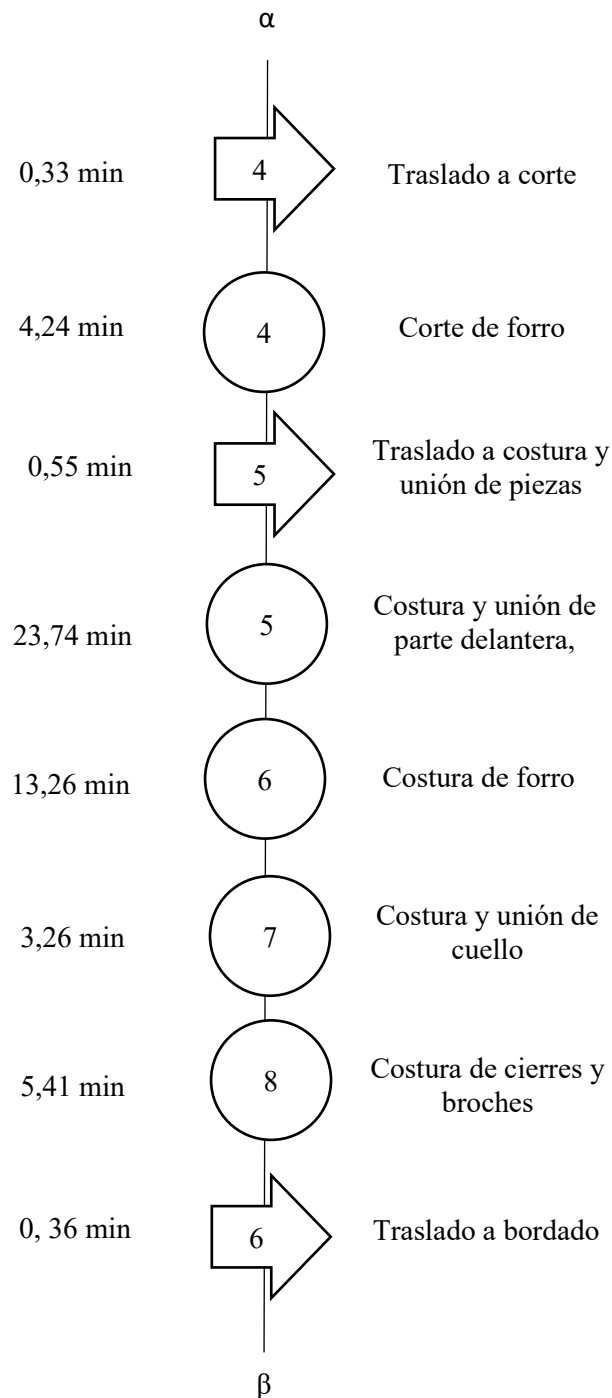 α
0,33 min
4
Traslado a corte
4,24 min
4
Corte de forro
0,55 min
5
Traslado a costura y
unión de piezas
23,74 min
5
Costura y unión de
parte delantera,
13,26 min
6
Costura de forro
3,26 min
7
Costura y unión de
cuello
5,41 min
8
Costura de cierres y
broches
0, 36 min
6
Traslado a bordado
β